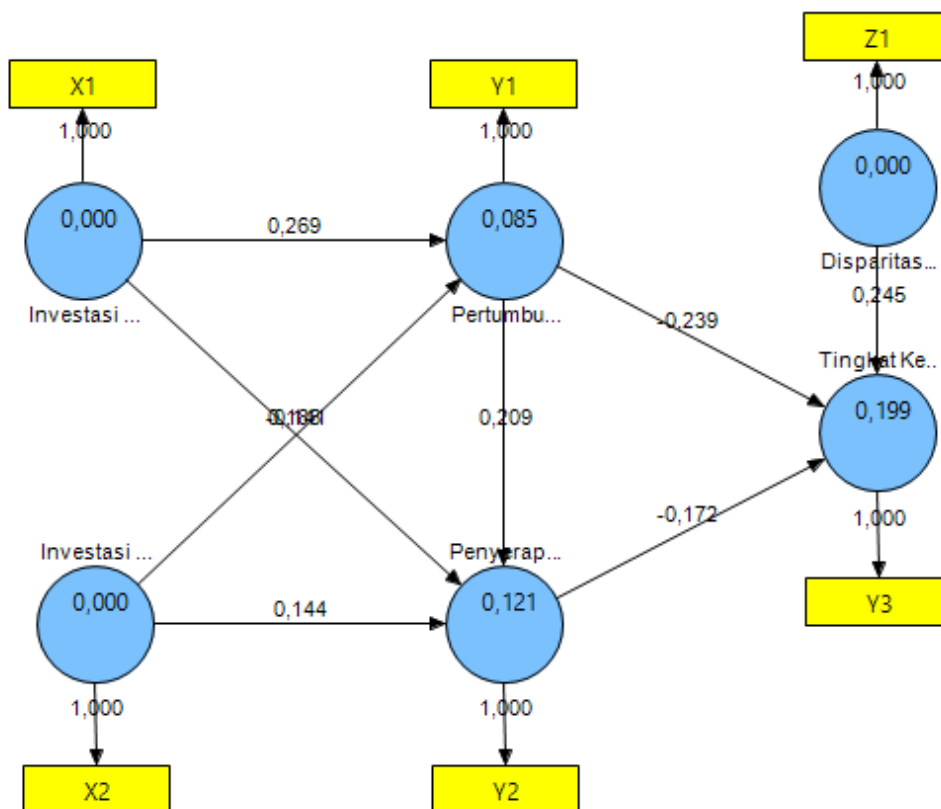 X1
1,000
0,000
Investasi ...
Y1
1,000
0,085
Pertumbu...
Z1
1,000
0,000
Disparitas...
0,269
0,245
-0,239
Tingkat Ke...
0,199
1,000
Y3
0,209
-0,172
Investasi ...
0,000
1,000
X2
0,144
Penyerap...
0,121
1,000
Y2